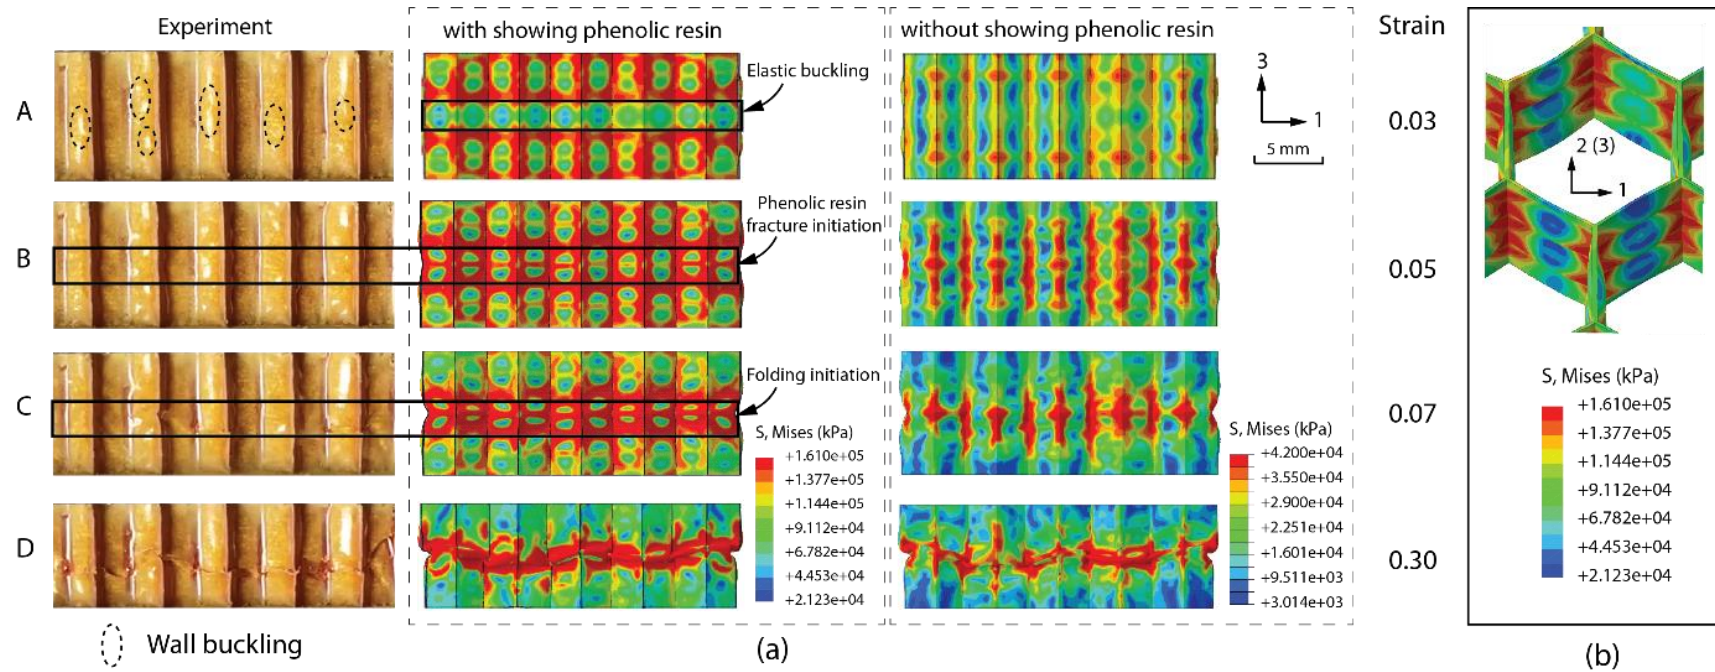 (a)
(b)
Experiment
with showing phenolic resin
without showing phenolic resin
Strain
A
Elastic buckling
3
1
5 mm
0.03
2 (3)
1
B
Phenolic resin
fracture initiation
0.05
C
Folding initiation
0.07
S, Mises (kPa)
+1.610e+05
+1.377e+05
+1.144e+05
+9.112e+04
+6.782e+04
+4.453e+04
+2.123e+04
S, Mises (kPa)
+4.200e+04
+3.550e+04
+2.900e+04
+2.251e+04
+1.601e+04
+9.511e+03
+3.014e+03
S, Mises (kPa)
+1.610e+05
+1.377e+05
+1.144e+05
+9.112e+04
+6.782e+04
+4.453e+04
+2.123e+04
D
0.30
Wall buckling
(a)
(b)